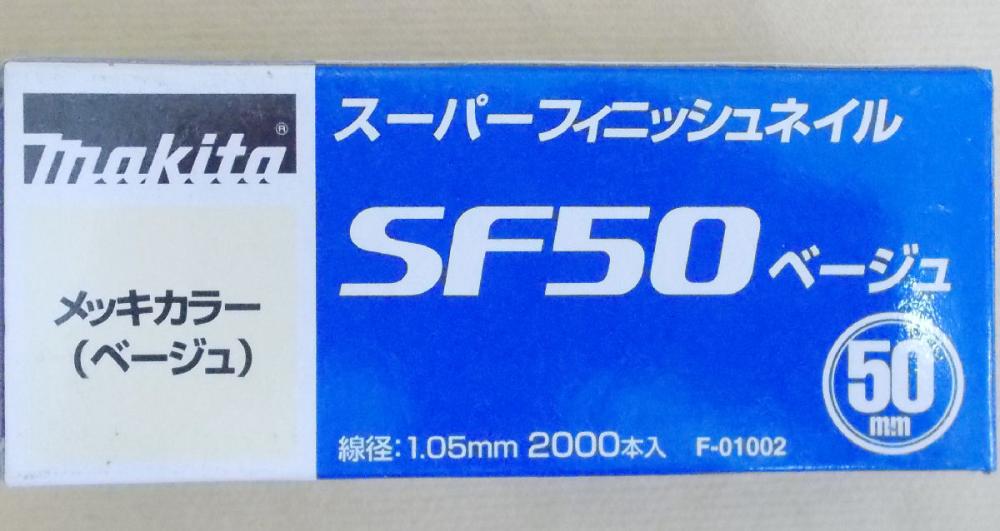 makita®
メッキカラー
(ベージュ)
スーパーフィニッシュネイル
SF50 ベージュ
50
mm
線径:1.05mm 2000本入 F-01002